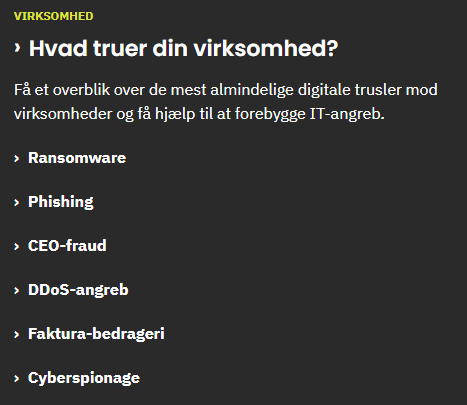 VIRKSOMHED
› Hvad truer din virksomhed?
Få et overblik over de mest almindelige digitale trusler mod
virksomheder og få hjælp til at forebygge IT-angreb.
› Ransomware
› Phishing
› CEO-fraud
› DDoS-angreb
› Faktura-bedrageri
› Cyberspionage